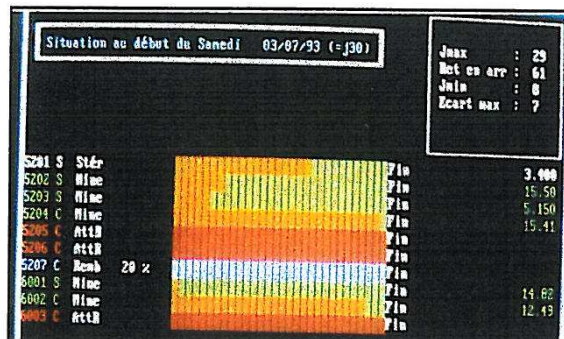 Situation au début du Samedi 03/07/93 (=j30)
Jmax : 29
Ret en arr : 61
Jmin : 0
Ecart max : 7
5201 S Stér Fin 3.400
5202 S Mine Fin 15.50
5203 S Mine Fin 5.150
5204 C Mine Fin 15.41
5205 C AttR Fin
5206 C AttR Fin
5207 C Remb 20 % Fin
6001 S Mine Fin 14.82
6002 C Mine Fin 12.43
6003 C AttR Fin